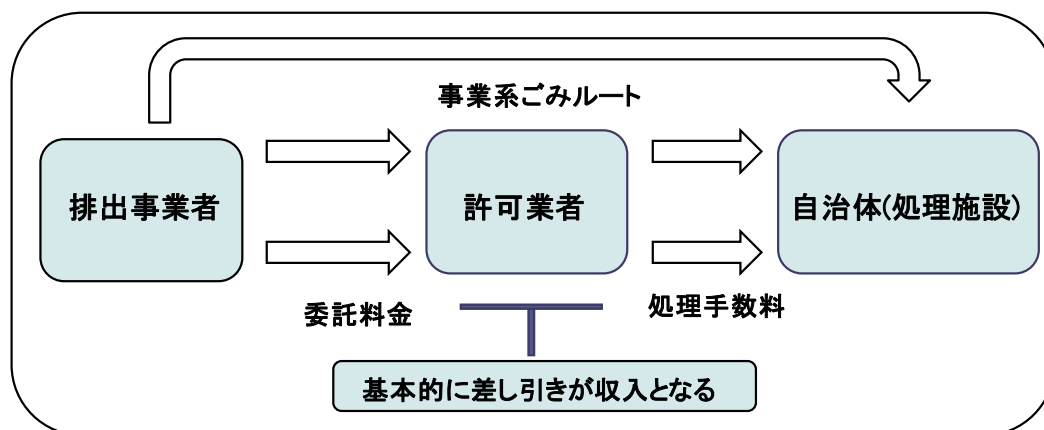 事業系ごみルート
排出事業者
許可業者
自治体(処理施設)
委託料金
処理手数料
基本的に差し引きが収入となる